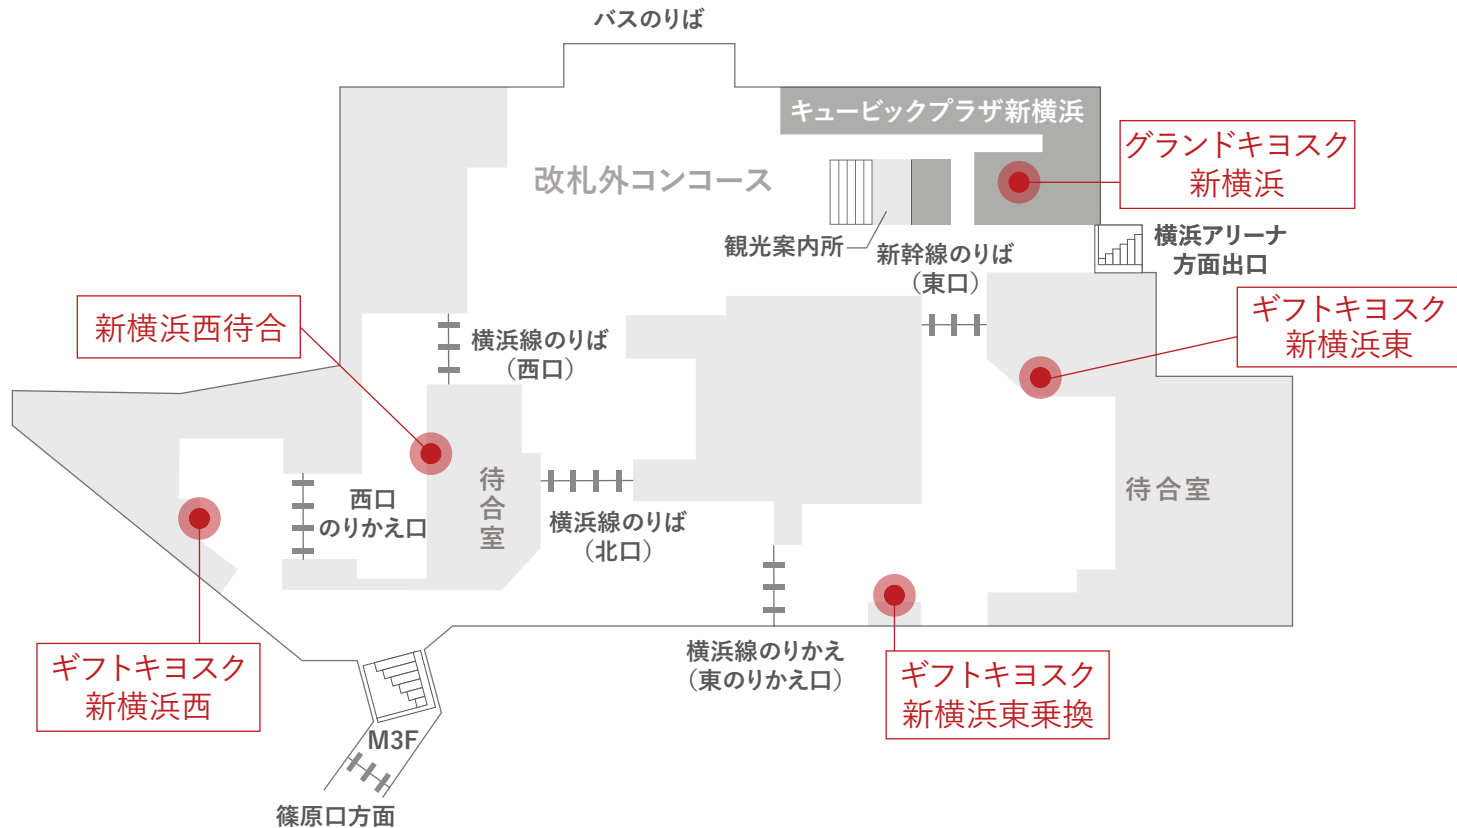 バスのりば
キュービックプラザ新横浜
グランドキヨスク
新横浜
改札外コンコース
観光案内所
新幹線のりば
（東口）
横浜アリーナ
方面出口
新横浜西待合
横浜線のりば
（西口）
ギフトキヨスク
新横浜東
待合室
西口
のりかえ口
横浜線のりば
（北口）
待合室
ギフトキヨスク
新横浜西
横浜線のりかえ
（東のりかえ口）
ギフトキヨスク
新横浜東乗換
M3F
篠原口方面